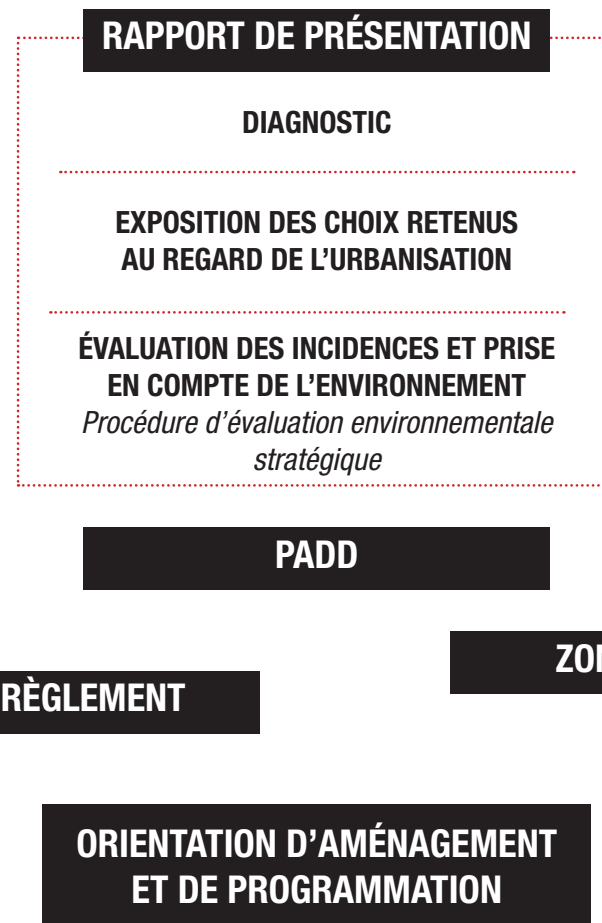 RAPPORT DE PRÉSENTATION
DIAGNOSTIC
EXPOSITION DES CHOIX RETENUS
AU REGARD DE L’URBANISATION
ÉVALUATION DES INCIDENCES ET PRISE
EN COMPTE DE L’ENVIRONNEMENT
Procédure d’évaluation environnementale
stratégique
PADD
RÈGLEMENT
ORIENTATION D’AMÉNAGEMENT
ET DE PROGRAMMATION